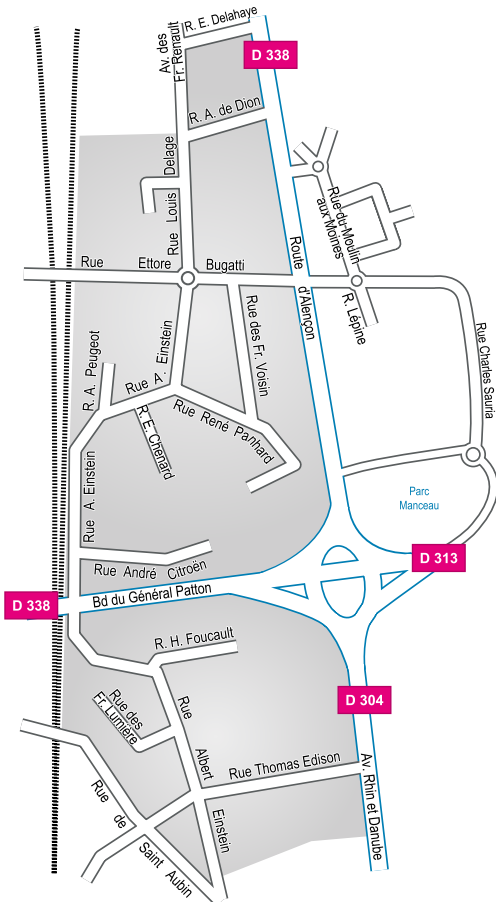 R. E. Delahaye
Av. des
Fr. Renault
D 338
R. A. de Dion
Rue Louis Delage
Rue du Moulin
aux Moines
Rue Ettore Bugatti
Route d'Alençon
R. Lépine
Rue des Fr. Voisin
Rue Charles Sauria
R. A. Peugeot
Rue A. Einstein
R. E. Chenard
Rue René Panhard
Rue A. Einstein
Parc
Manceau
Rue André Citroën
D 313
D 338
Bd du Général Patton
R. H. Foucault
Rue des
Fr. Lumière
D 304
Rue Albert Einstein
Rue Thomas Edison
Av. Rhin et Danube
Rue de Saint Aubin